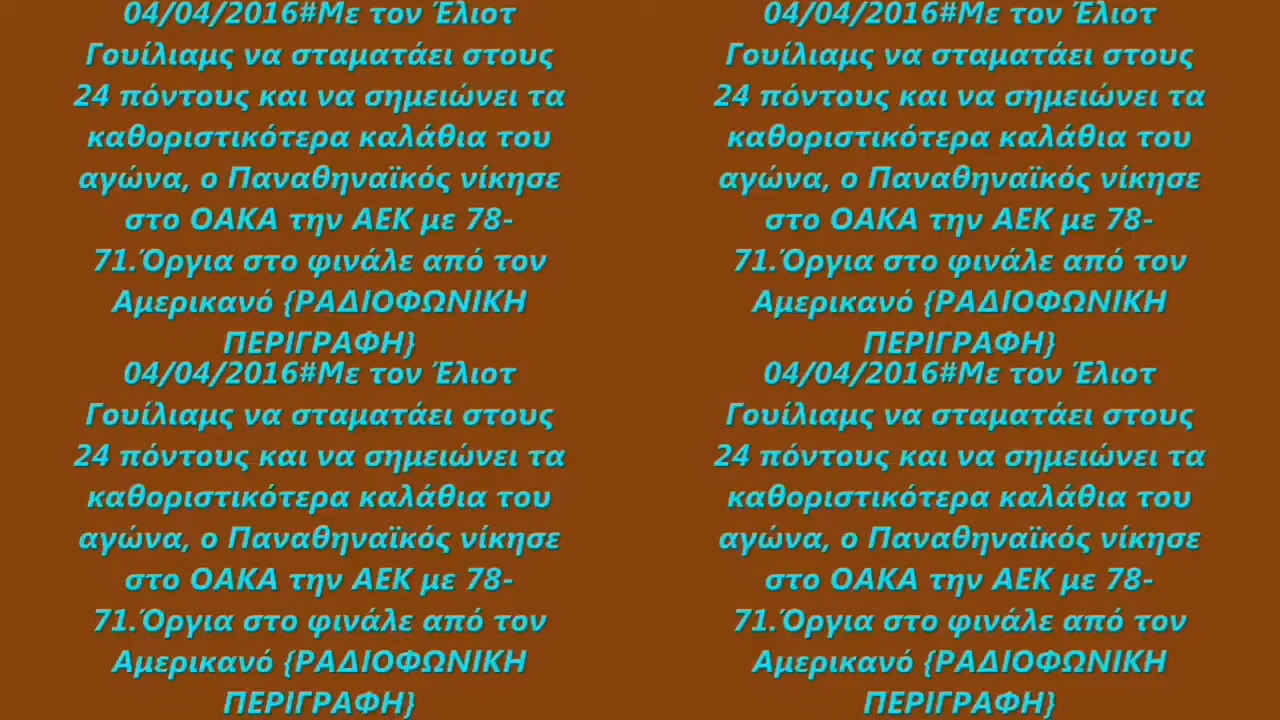 04/04/2016#Με τον Έλιοτ
Γουίλιαμς να σταματάει στους
24 πόντους και να σημειώνει τα
καθοριστικότερα καλάθια του
αγώνα, ο Παναθηναϊκός νίκησε
στο ΟΑΚΑ την ΑΕΚ με 78-
71.Όργια στο φινάλε από τον
Αμερικανό {ΡΑΔΙΟΦΩΝΙΚΗ
ΠΕΡΙΓΡΑΦΗ}
04/04/2016#Με τον Έλιοτ
Γουίλιαμς να σταματάει στους
24 πόντους και να σημειώνει τα
καθοριστικότερα καλάθια του
αγώνα, ο Παναθηναϊκός νίκησε
στο ΟΑΚΑ την ΑΕΚ με 78-
71.Όργια στο φινάλε από τον
Αμερικανό {ΡΑΔΙΟΦΩΝΙΚΗ
ΠΕΡΙΓΡΑΦΗ}
04/04/2016#Με τον Έλιοτ
Γουίλιαμς να σταματάει στους
24 πόντους και να σημειώνει τα
καθοριστικότερα καλάθια του
αγώνα, ο Παναθηναϊκός νίκησε
στο ΟΑΚΑ την ΑΕΚ με 78-
71.Όργια στο φινάλε από τον
Αμερικανό {ΡΑΔΙΟΦΩΝΙΚΗ
ΠΕΡΙΓΡΑΦΗ}
04/04/2016#Με τον Έλιοτ
Γουίλιαμς να σταματάει στους
24 πόντους και να σημειώνει τα
καθοριστικότερα καλάθια του
αγώνα, ο Παναθηναϊκός νίκησε
στο ΟΑΚΑ την ΑΕΚ με 78-
71.Όργια στο φινάλε από τον
Αμερικανό {ΡΑΔΙΟΦΩΝΙΚΗ
ΠΕΡΙΓΡΑΦΗ}